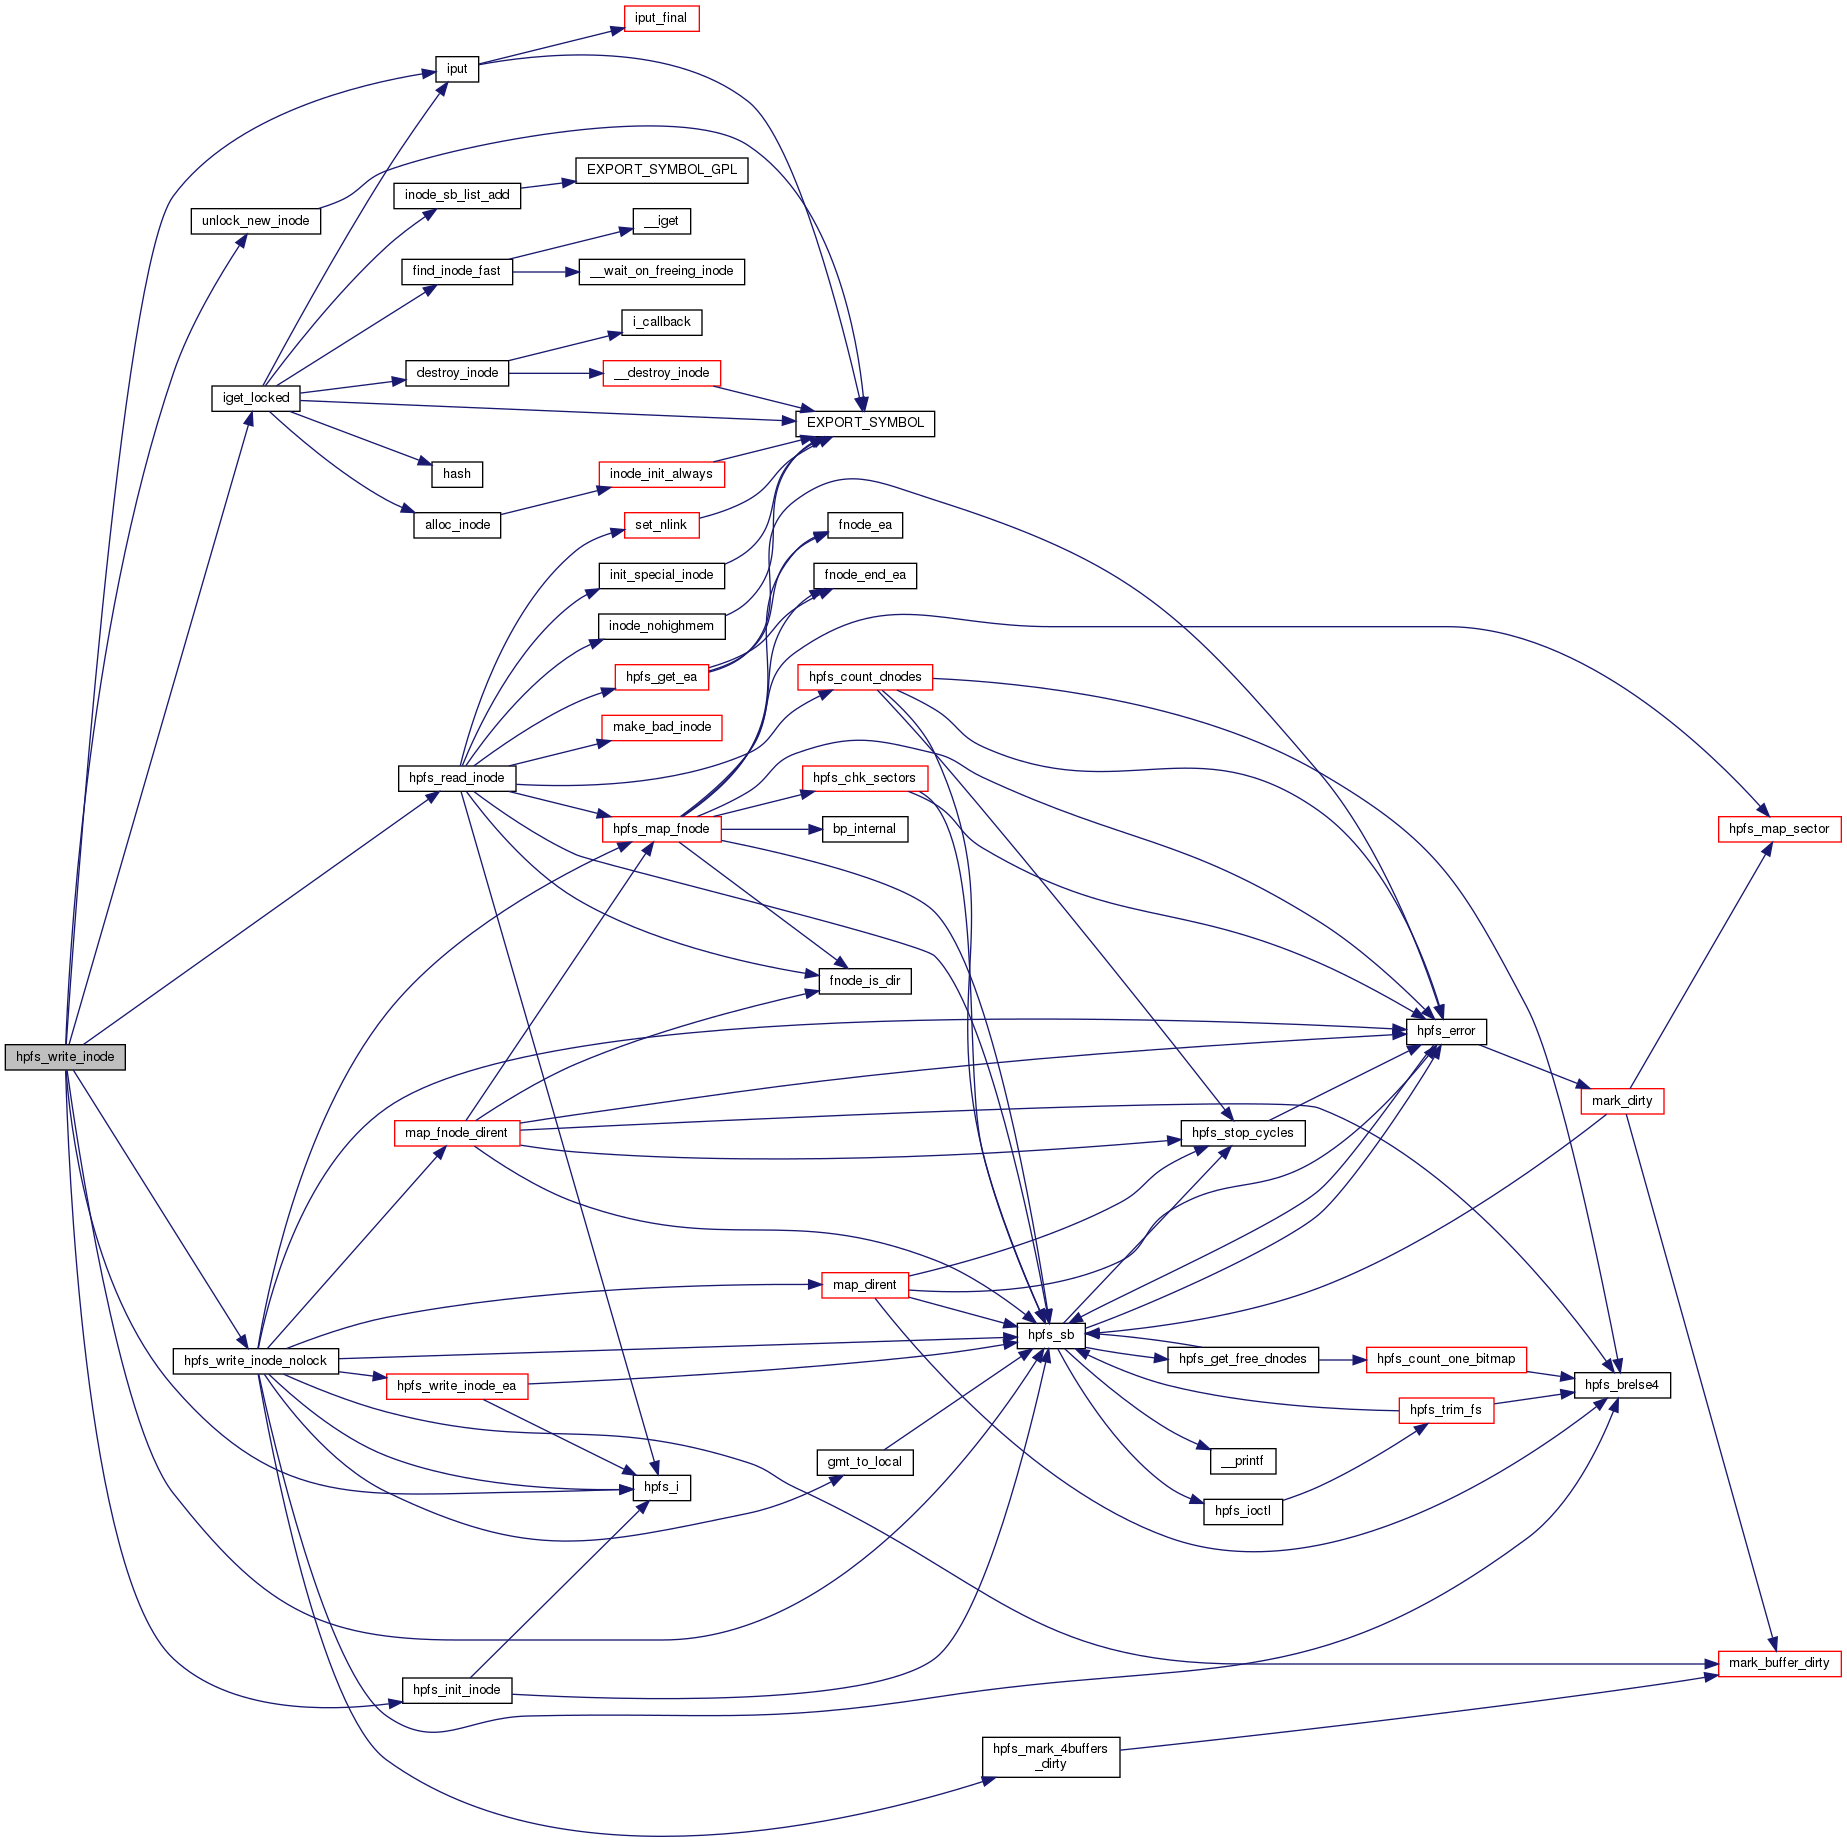 iput_final
iput
EXPORT_SYMBOL_GPL
inode_sb_list_add
unlock_new_inode
__iget
find_inode_fast
__wait_on_freeing_inode
i_callback
destroy_inode
__destroy_inode
iget_locked
EXPORT_SYMBOL
hash
inode_init_always
alloc_inode
set_nlink
fnode_ea
init_special_inode
fnode_end_ea
inode_nohighmem
hpfs_get_ea
hpfs_count_dnodes
make_bad_inode
hpfs_read_inode
hpfs_chk_sectors
hpfs_map_fnode
bp_internal
hpfs_map_sector
fnode_is_dir
hpfs_error
hpfs_write_inode
mark_dirty
map_fnode_dirent
hpfs_stop_cycles
map_dirent
hpfs_sb
hpfs_write_inode_nolock
hpfs_get_free_dnodes
hpfs_count_one_bitmap
hpfs_write_inode_ea
hpfs_brelse4
hpfs_trim_fs
gmt_to_local
__printf
hpfs_i
hpfs_ioctl
mark_buffer_dirty
hpfs_init_inode
hpfs_mark_4buffers
_dirty